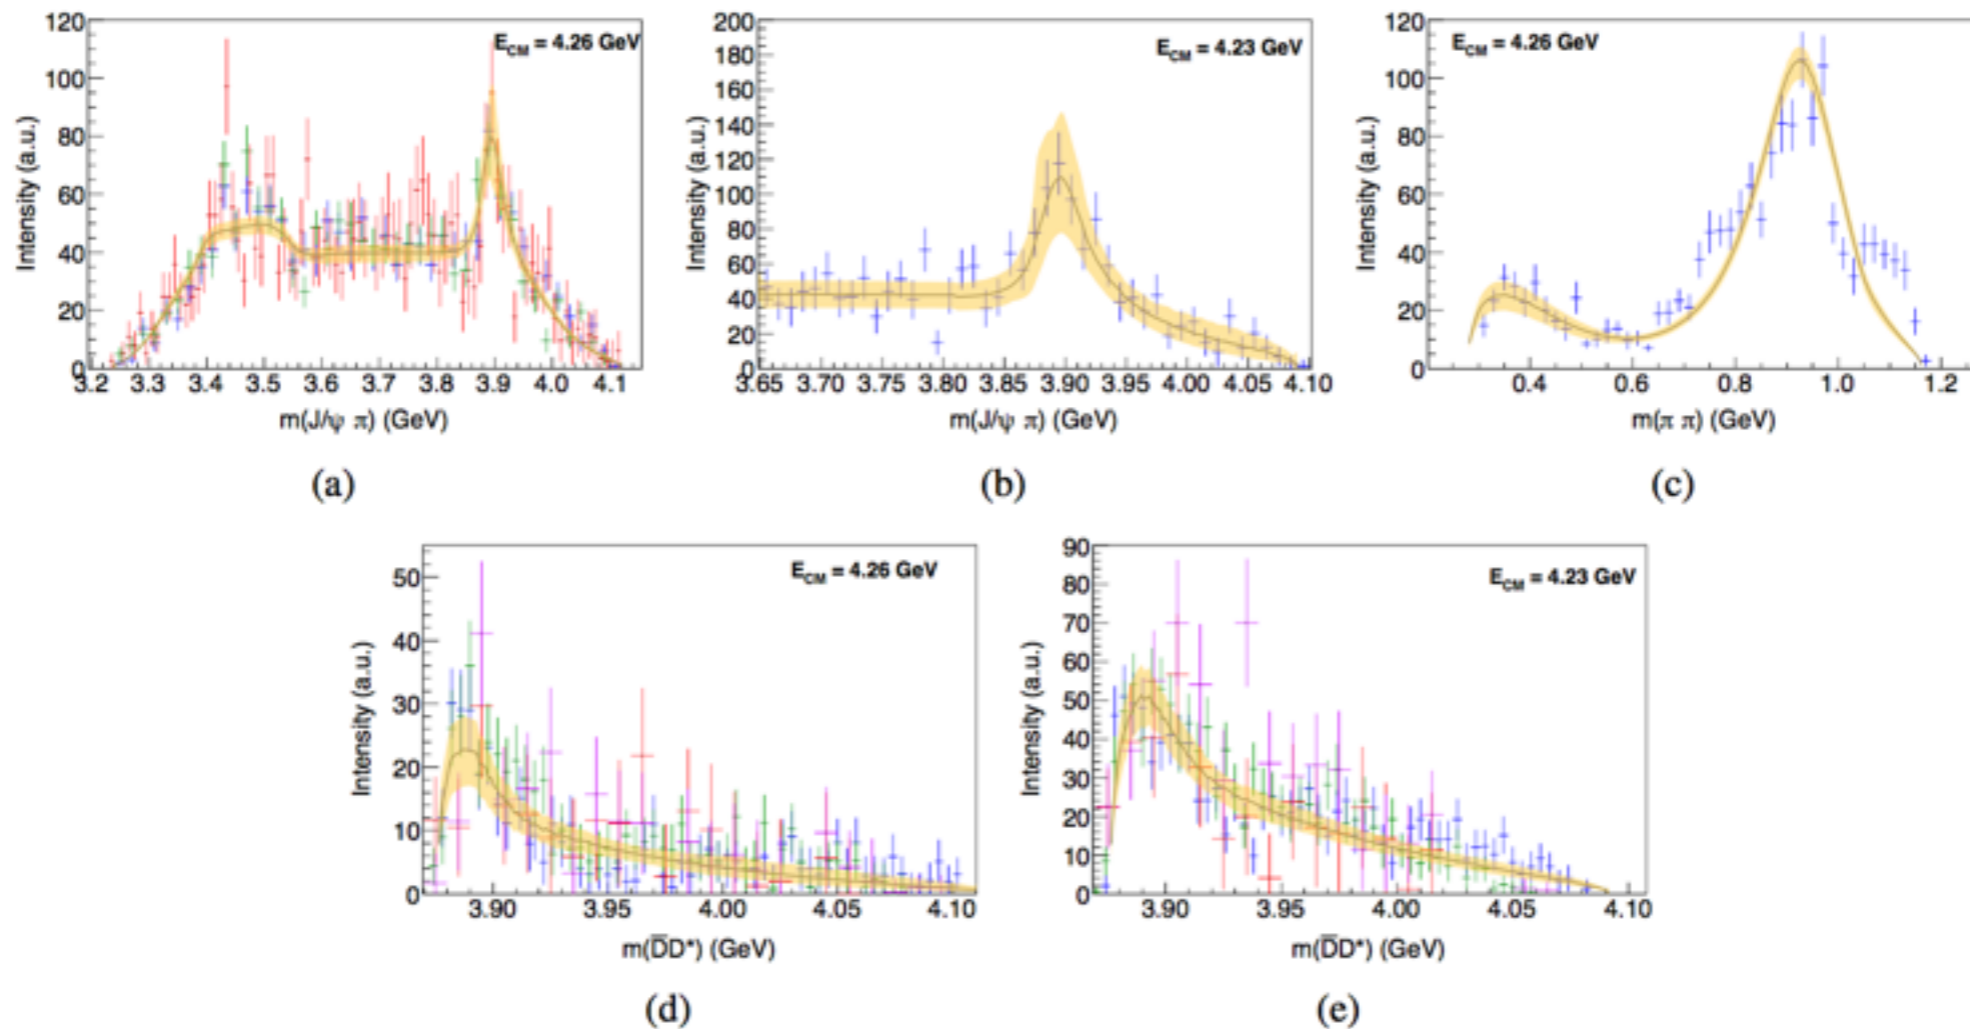 E_CM = 4.26 GeV
Intensity (a.u.)
120
100
80
60
40
20
0
3.2 3.3 3.4 3.5 3.6 3.7 3.8 3.9 4.0 4.1
m(J/ψ π) (GeV)
(a)
E_CM = 4.23 GeV
Intensity (a.u.)
200
180
160
140
120
100
80
60
40
20
0
3.65 3.70 3.75 3.80 3.85 3.90 3.95 4.00 4.05 4.10
m(J/ψ π) (GeV)
(b)
E_CM = 4.26 GeV
Intensity (a.u.)
120
100
80
60
40
20
0
0.4 0.6 0.8 1.0 1.2
m(π π) (GeV)
(c)
E_CM = 4.26 GeV
Intensity (a.u.)
50
40
30
20
10
0
3.90 3.95 4.00 4.05 4.10
m(D̅D*) (GeV)
(d)
E_CM = 4.23 GeV
Intensity (a.u.)
90
80
70
60
50
40
30
20
10
0
3.90 3.95 4.00 4.05 4.10
m(D̅D*) (GeV)
(e)